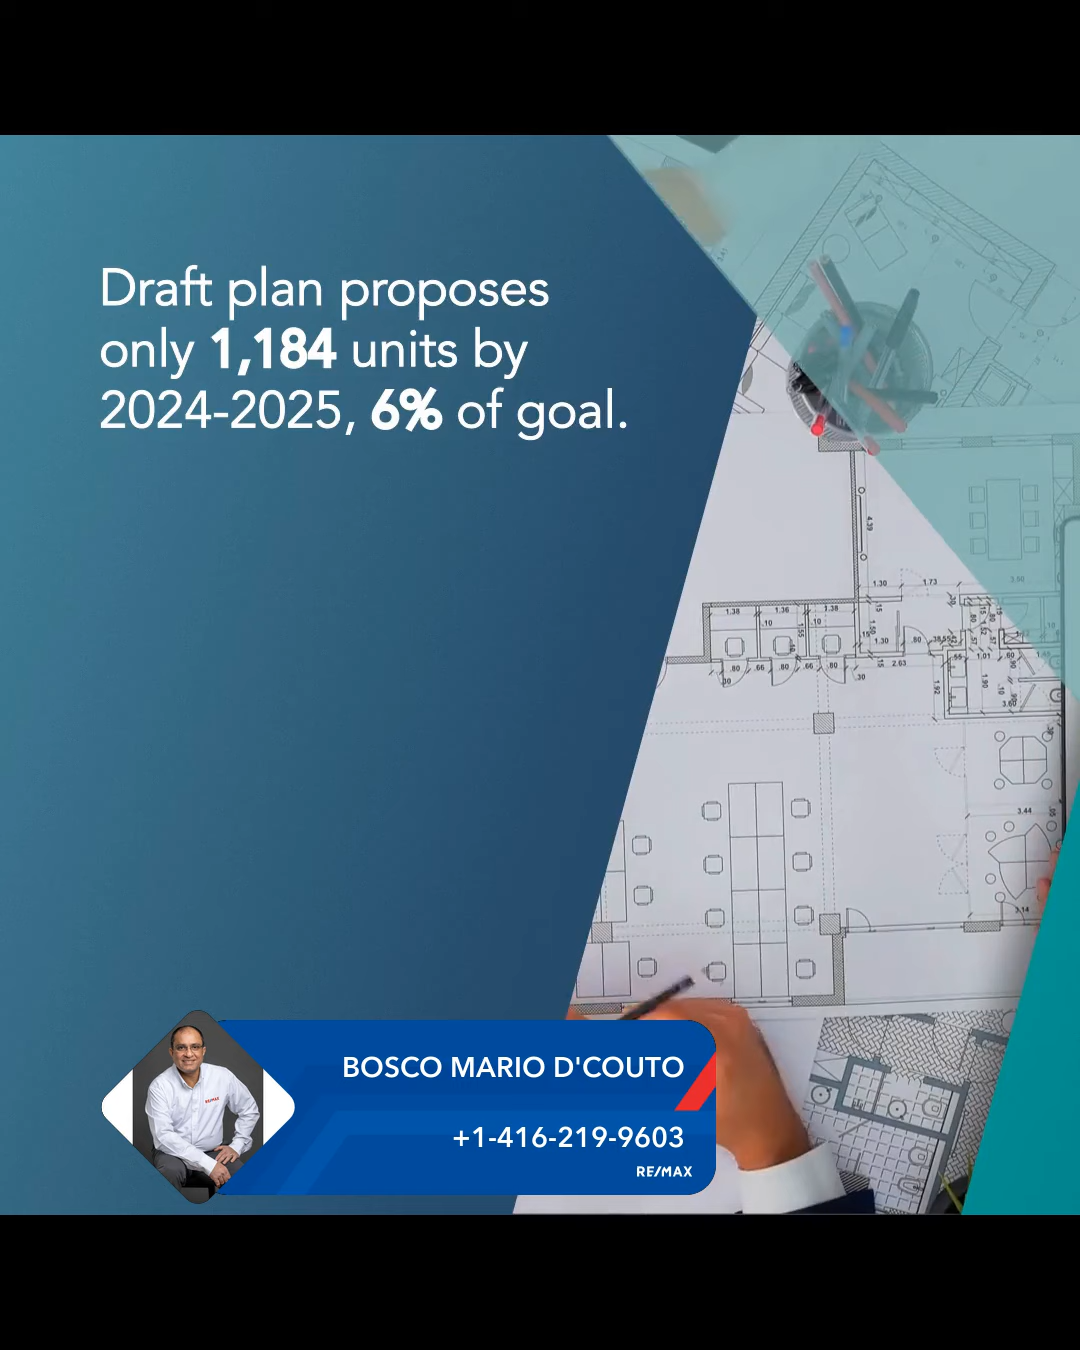 Draft plan proposes
only 1,184 units by
2024-2025, 6% of goal.
BOSCO MARIO D'COUTO
+1-416-219-9603
RE/MAX